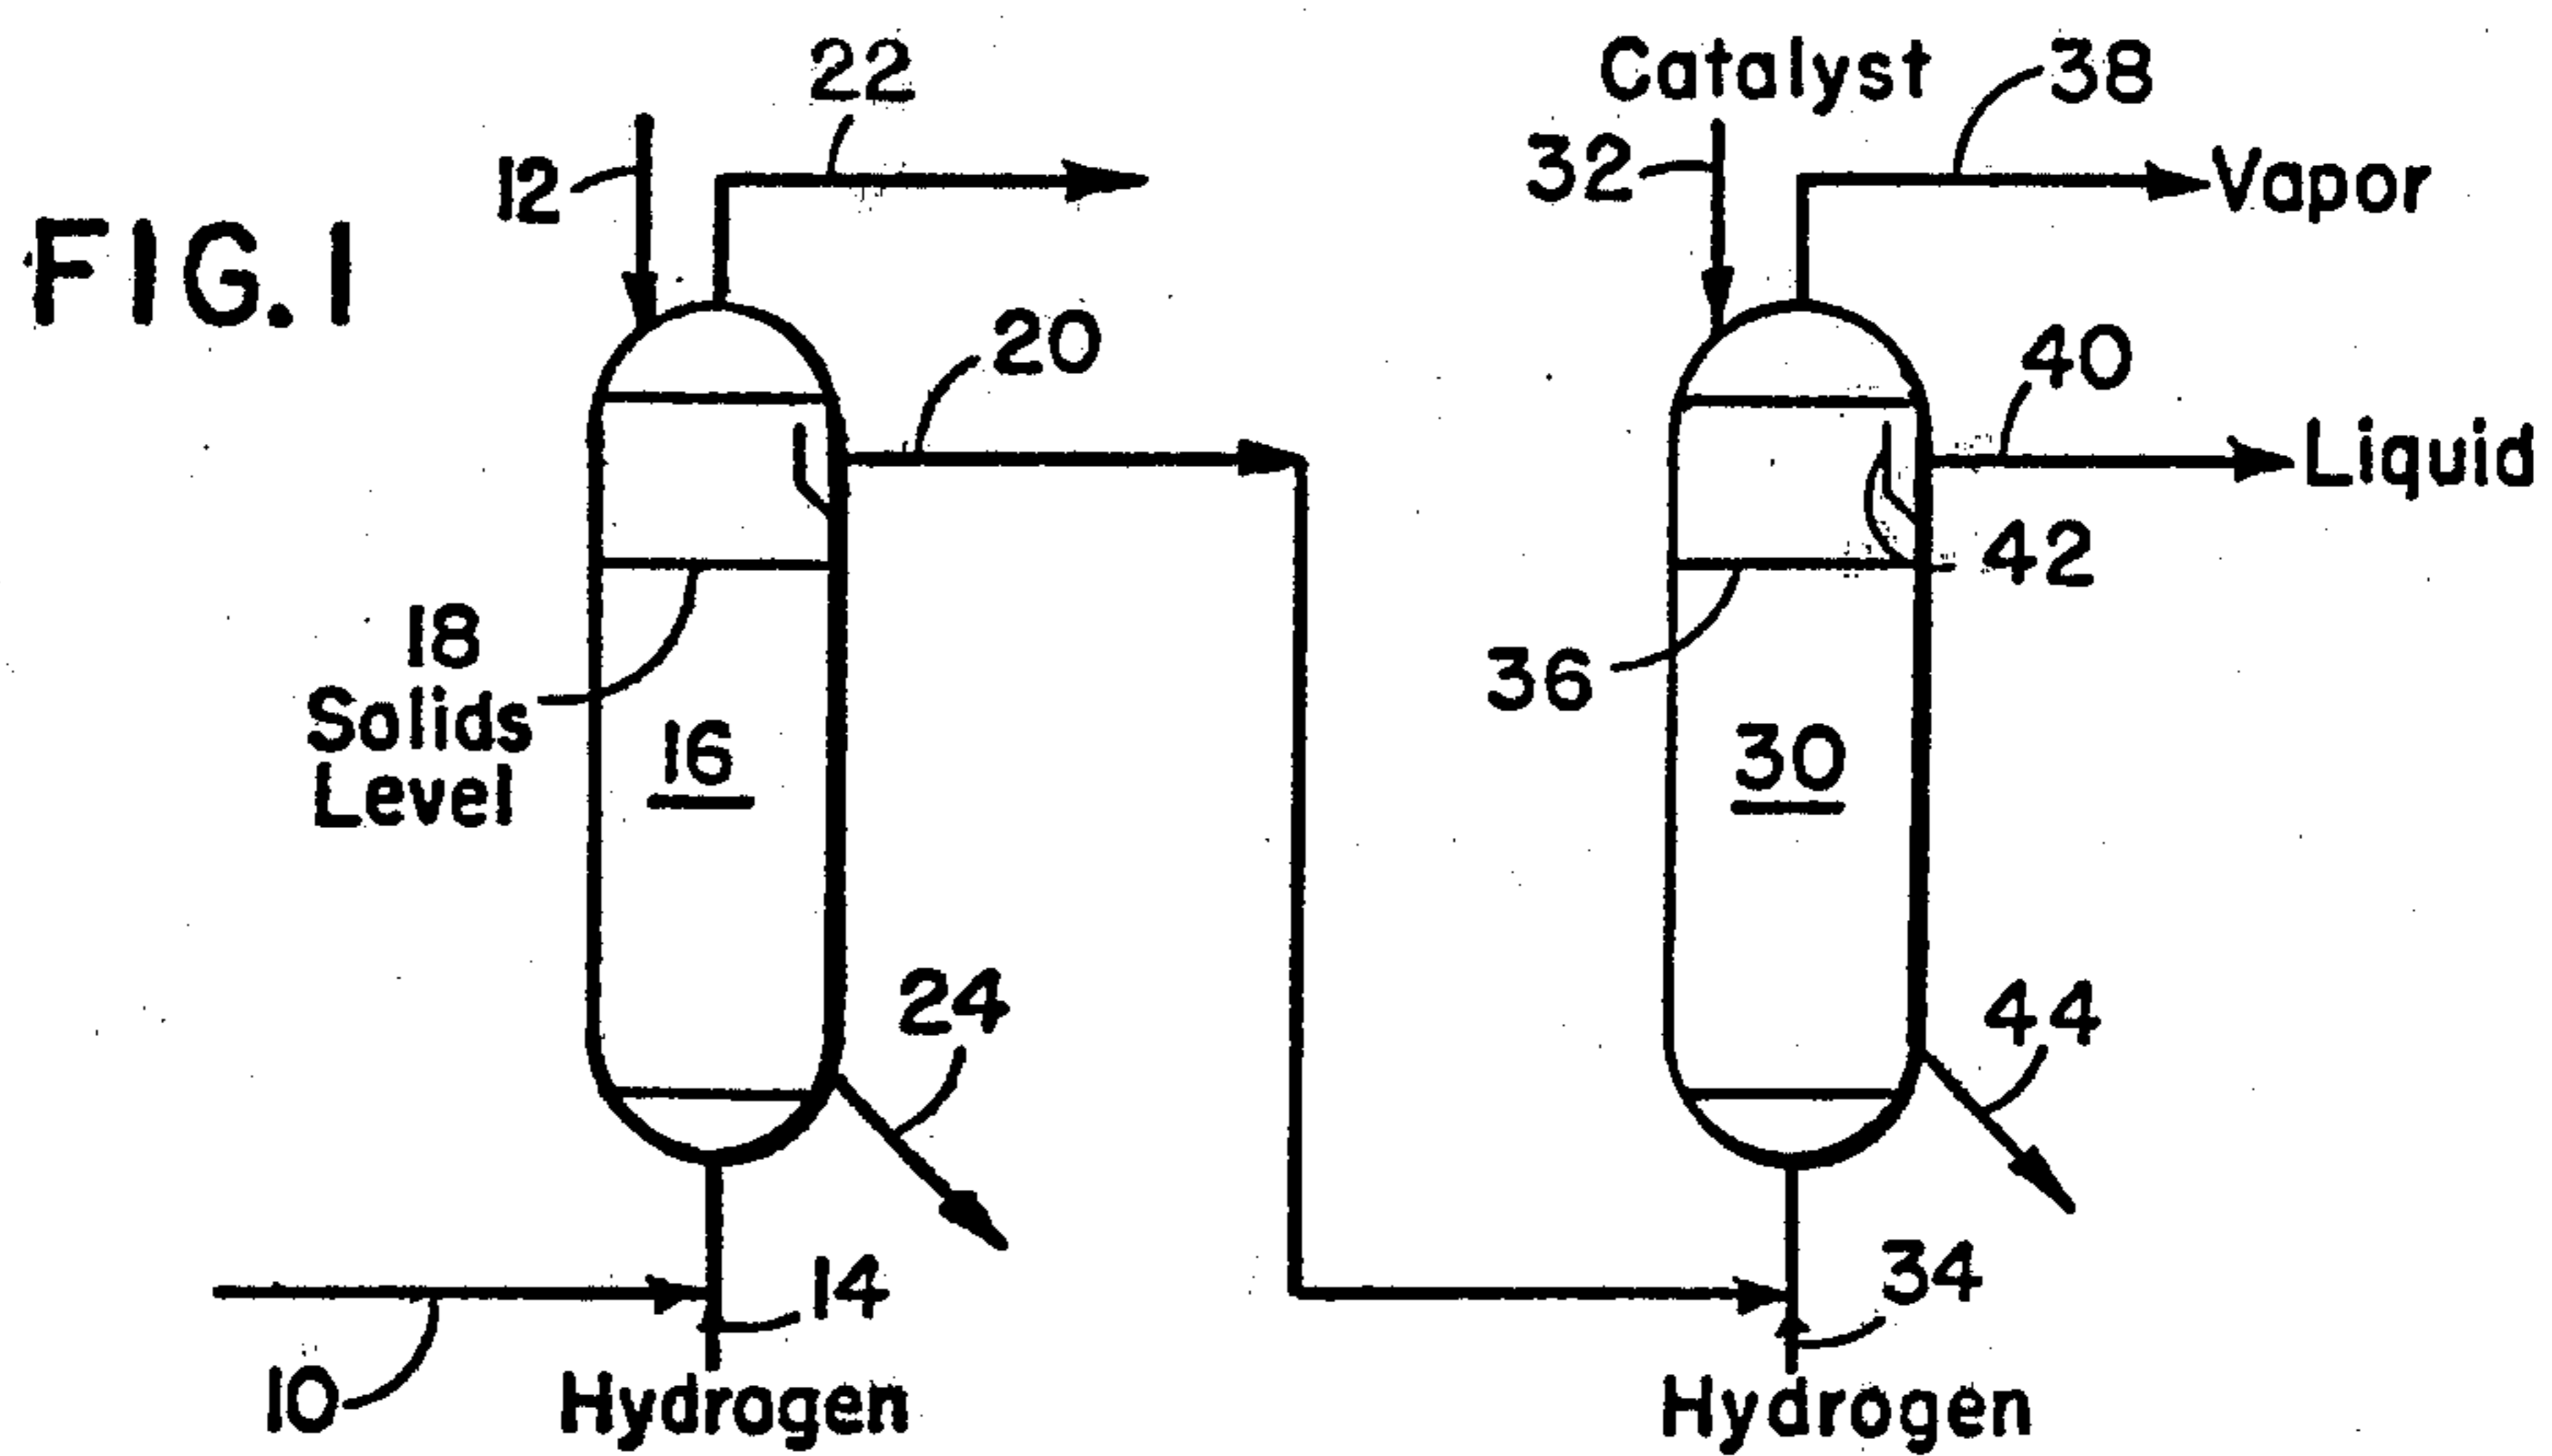 FIG.1
22
12
20
18
Solids
Level
16
24
14
10
Hydrogen
Catalyst
38
32
Vapor
40
Liquid
42
36
30
44
34
Hydrogen